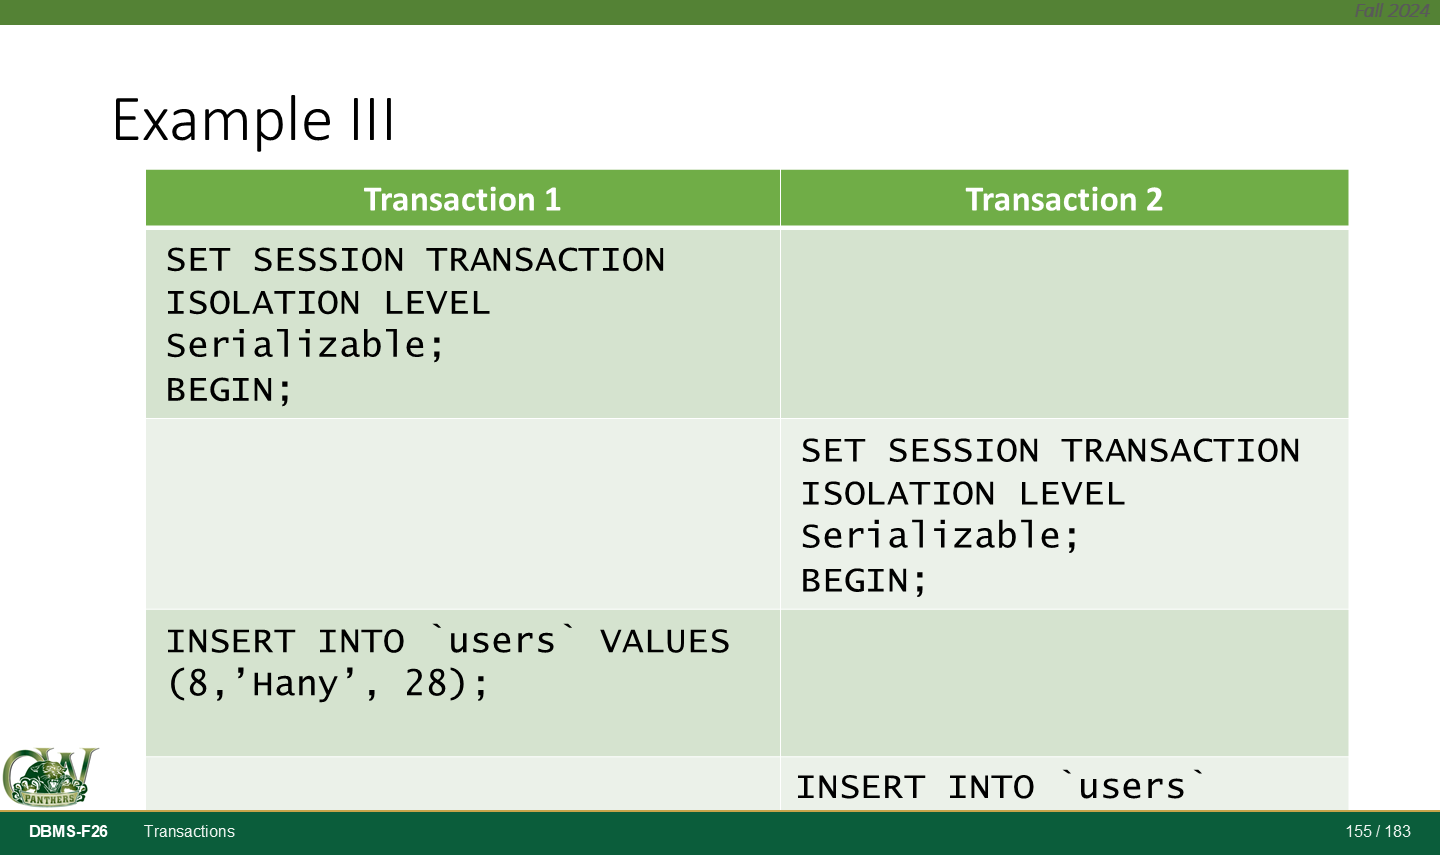 Fall 2024
Example III
Transaction 1
Transaction 2
SET SESSION TRANSACTION
ISOLATION LEVEL
Serializable;
BEGIN;
SET SESSION TRANSACTION
ISOLATION LEVEL
Serializable;
BEGIN;
INSERT INTO `users` VALUES
(8,’Hany’, 28);
INSERT INTO `users`
OW
PANTHERS
DBMS-F26
Transactions
155 / 183